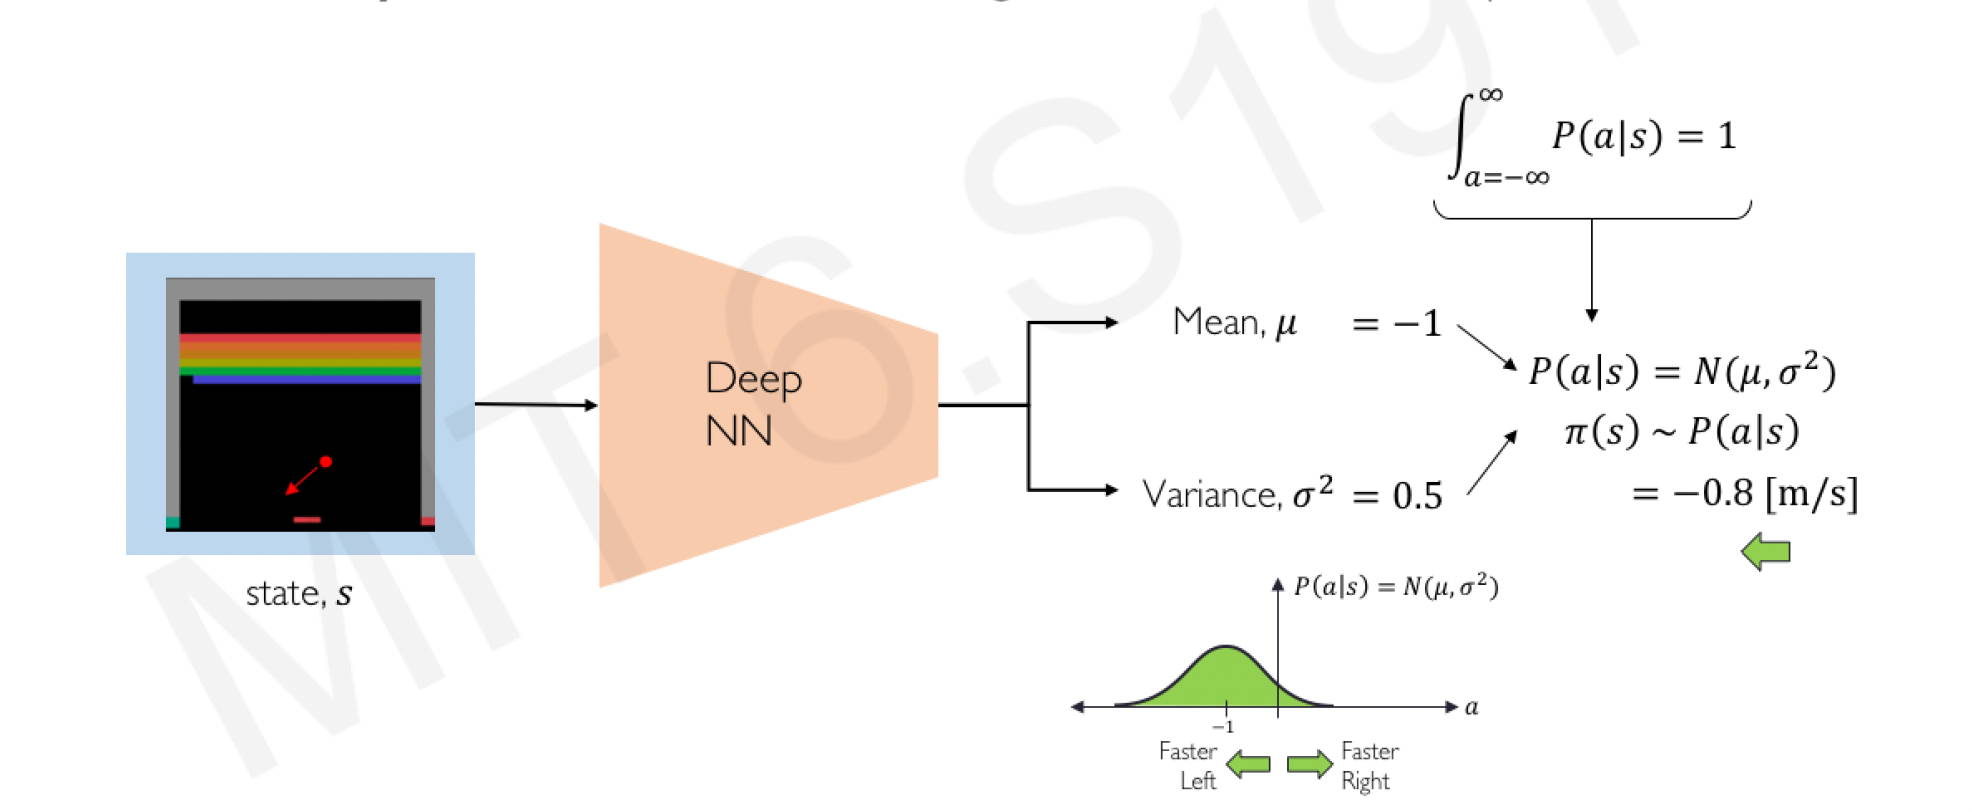 MIT 6.S191
∫_{a=−∞}^{∞} P(a|s) = 1
Deep
NN
Mean, μ = −1
Variance, σ² = 0.5
P(a|s) = N(μ, σ²)
π(s) ~ P(a|s)
= −0.8 [m/s]
state, s
P(a|s) = N(μ, σ²)
a
−1
Faster
Left
Faster
Right